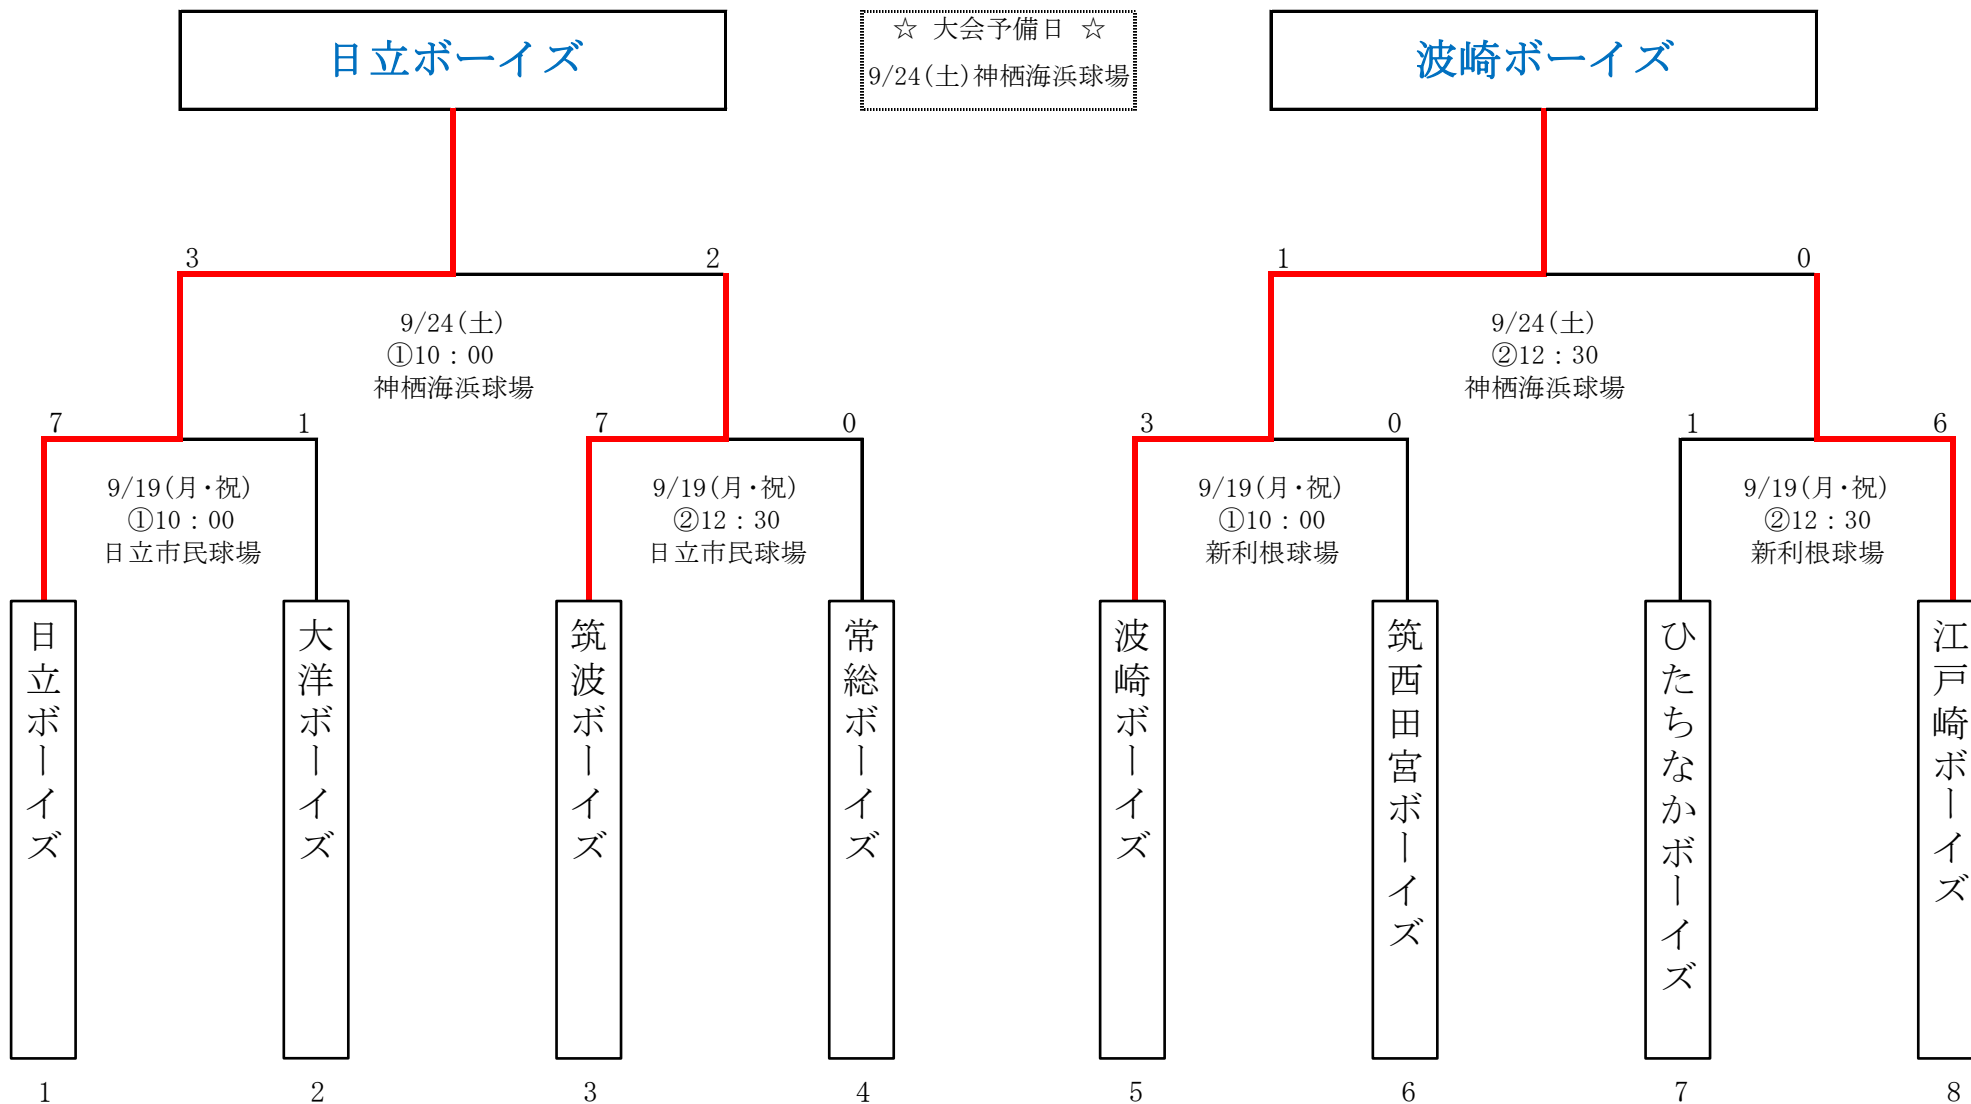 日立ボーイズ
☆ 大会予備日 ☆
9/24(土)神栖海浜球場
波崎ボーイズ
3
2
1
0
9/24(土)
①10：00
神栖海浜球場
9/24(土)
②12：30
神栖海浜球場
7
1
7
0
3
0
1
6
9/19(月・祝)
①10：00
日立市民球場
9/19(月・祝)
②12：30
日立市民球場
9/19(月・祝)
①10：00
新利根球場
9/19(月・祝)
②12：30
新利根球場
日立ボーイズ
大洋ボーイズ
筑波ボーイズ
常総ボーイズ
波崎ボーイズ
筑西田宮ボーイズ
ひたちなかボーイズ
江戸崎ボーイズ
1
2
3
4
5
6
7
8